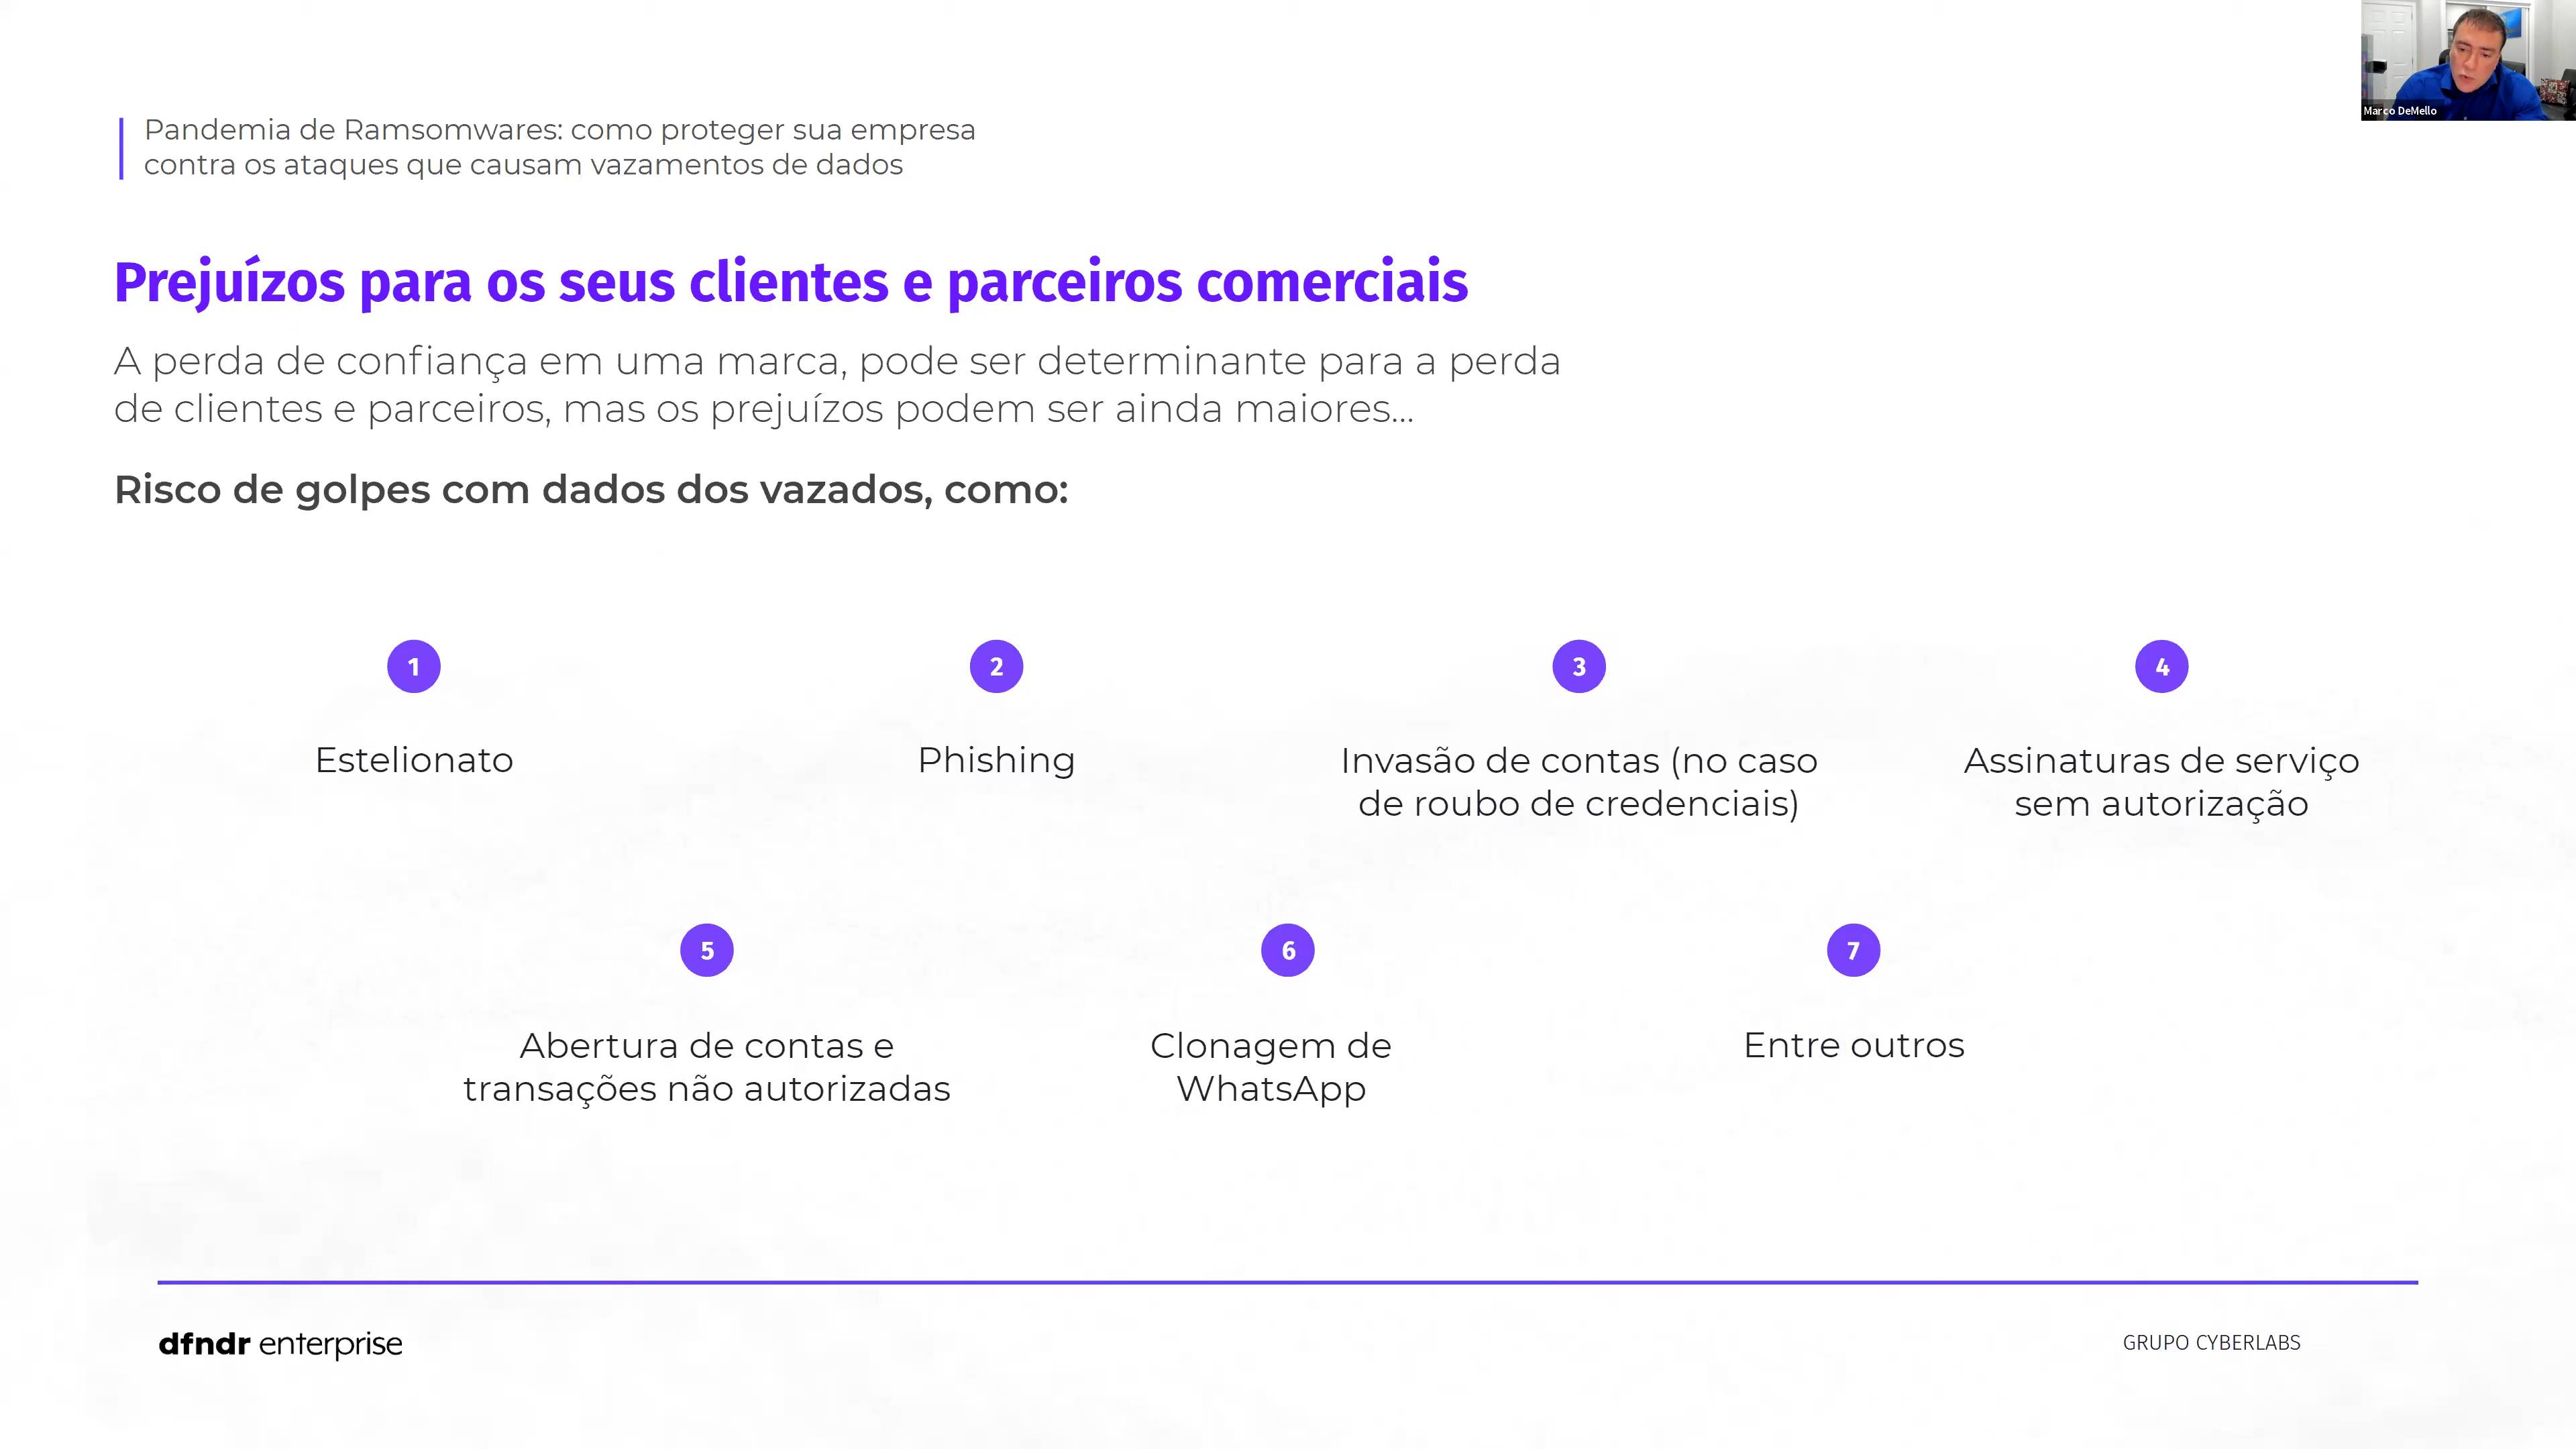 Marco DeMello
Pandemia de Ramsomwares: como proteger sua empresa
contra os ataques que causam vazamentos de dados
Prejuízos para os seus clientes e parceiros comerciais
A perda de confiança em uma marca, pode ser determinante para a perda
de clientes e parceiros, mas os prejuízos podem ser ainda maiores...
Risco de golpes com dados dos vazados, como:
1
Estelionato
2
Phishing
3
Invasão de contas (no caso
de roubo de credenciais)
4
Assinaturas de serviço
sem autorização
5
Abertura de contas e
transações não autorizadas
6
Clonagem de
WhatsApp
7
Entre outros
dfndr enterprise
GRUPO CYBERLABS